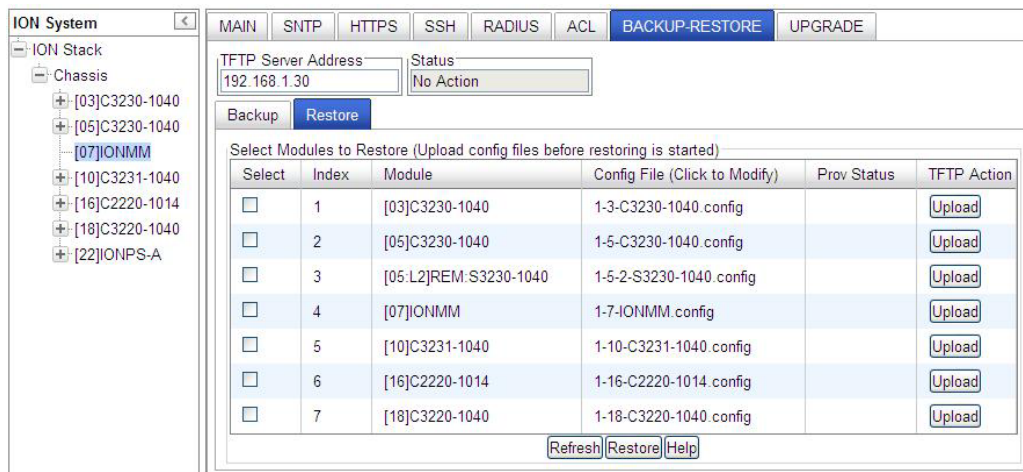 ION System <
MAIN SNTP HTTPS SSH RADIUS ACL BACKUP-RESTORE UPGRADE
ION Stack
Chassis
[03]C3230-1040
[05]C3230-1040
[07]IONMM
[10]C3231-1040
[16]C2220-1014
[18]C3220-1040
[22]IONPS-A
TFTP Server Address Status
192.168.1.30 No Action
Backup Restore
Select Modules to Restore (Upload config files before restoring is started)
Select Index Module Config File (Click to Modify) Prov Status TFTP Action
1 [03]C3230-1040 1-3-C3230-1040.config Upload
2 [05]C3230-1040 1-5-C3230-1040.config Upload
3 [05:L2]REM:S3230-1040 1-5-2-S3230-1040.config Upload
4 [07]IONMM 1-7-IONMM.config Upload
5 [10]C3231-1040 1-10-C3231-1040.config Upload
6 [16]C2220-1014 1-16-C2220-1014.config Upload
7 [18]C3220-1040 1-18-C3220-1040.config Upload
Refresh Restore Help